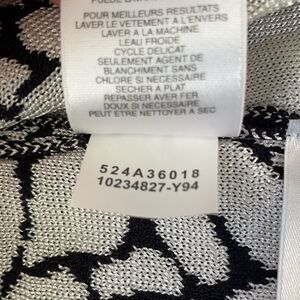 POUR MEILLEURS RESULTATS
LAVER LE VETEMENT A L'ENVERS
LAVER A LA MACHINE
L'EAU FROIDE
CYCLE DELICAT
SEULEMENT AGENT DE
BLANCHIMENT SANS
CHLORE SI NECESSAIRE
SECHER A PLAT
REPASSER AVEC FER
DOUX SI NECESSAIRE
PEUT ETRE NETTOYER A SEC
524A36018
10234827-Y94